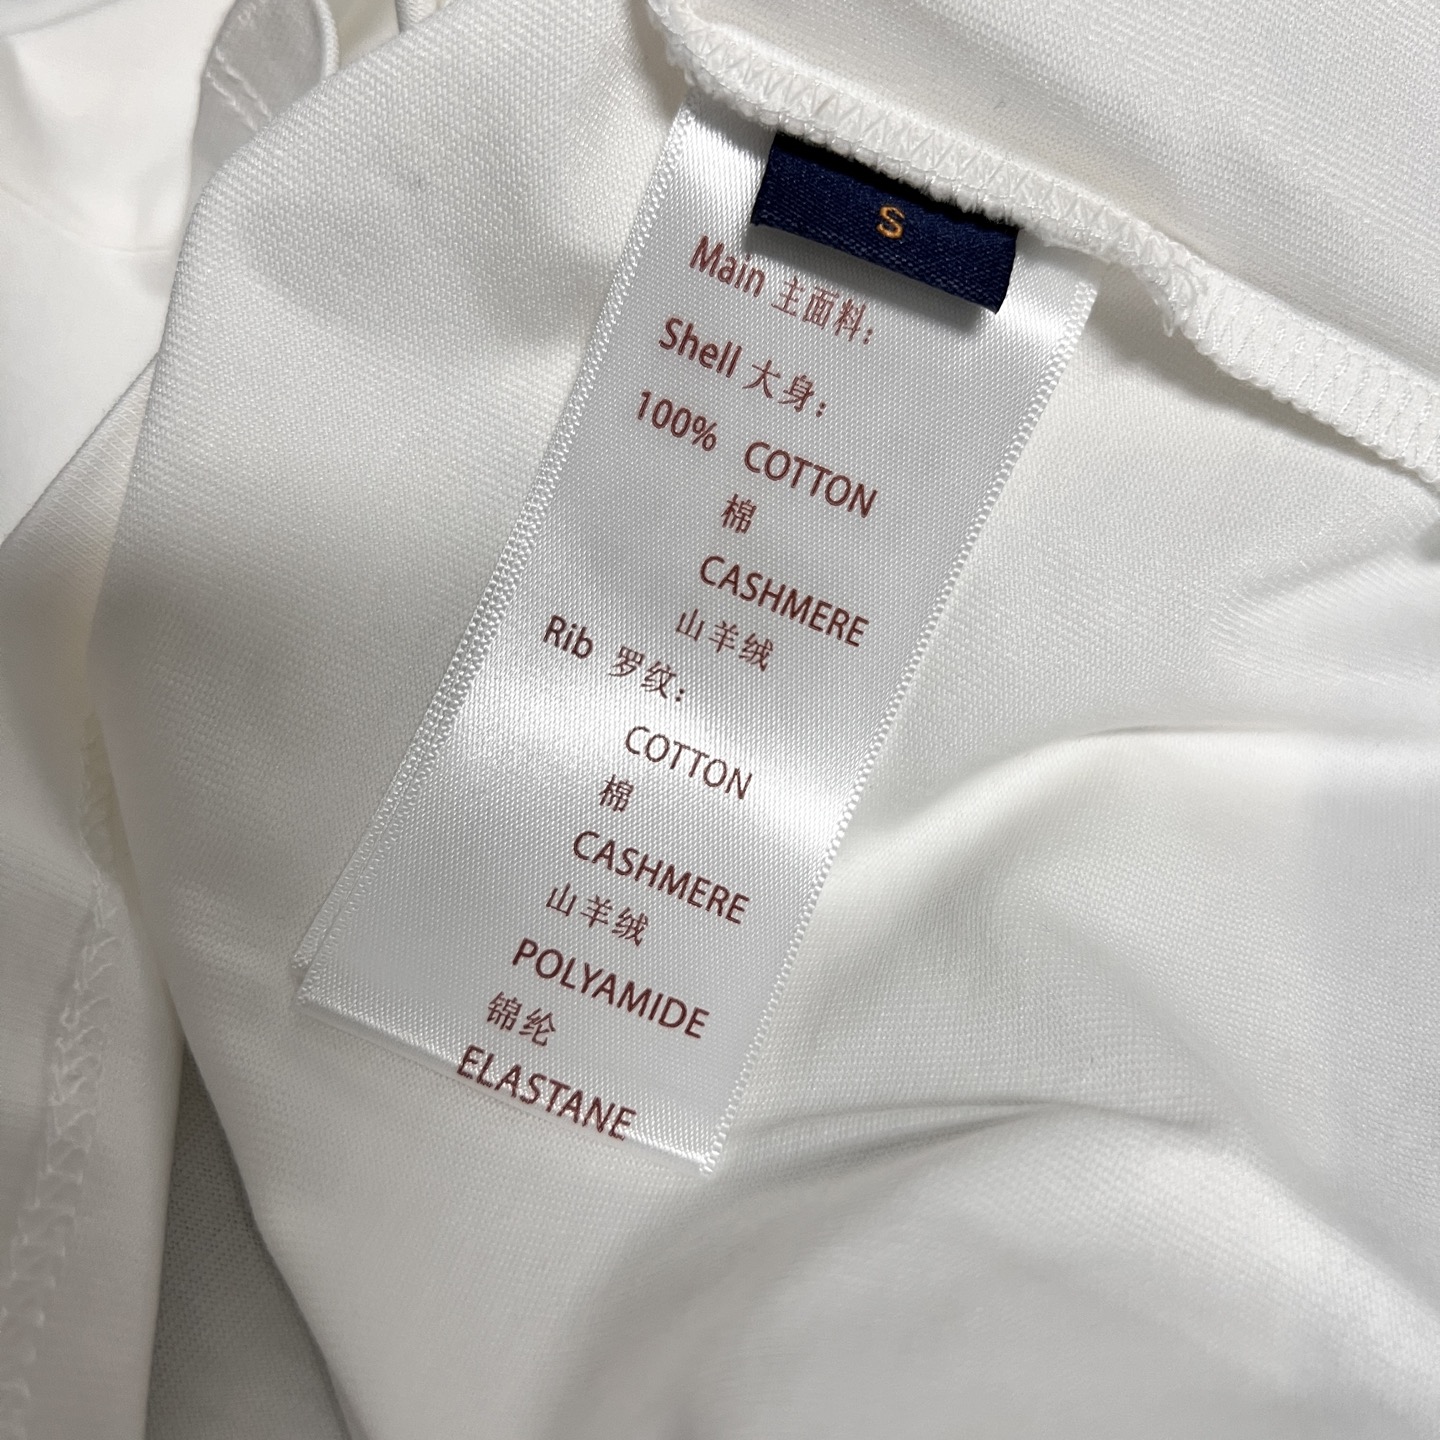 S
Main 主面料:
Shell 大身:
100% COTTON
棉
CASHMERE
山羊绒
Rib 罗纹:
COTTON
棉
CASHMERE
山羊绒
POLYAMIDE
锦纶
ELASTANE